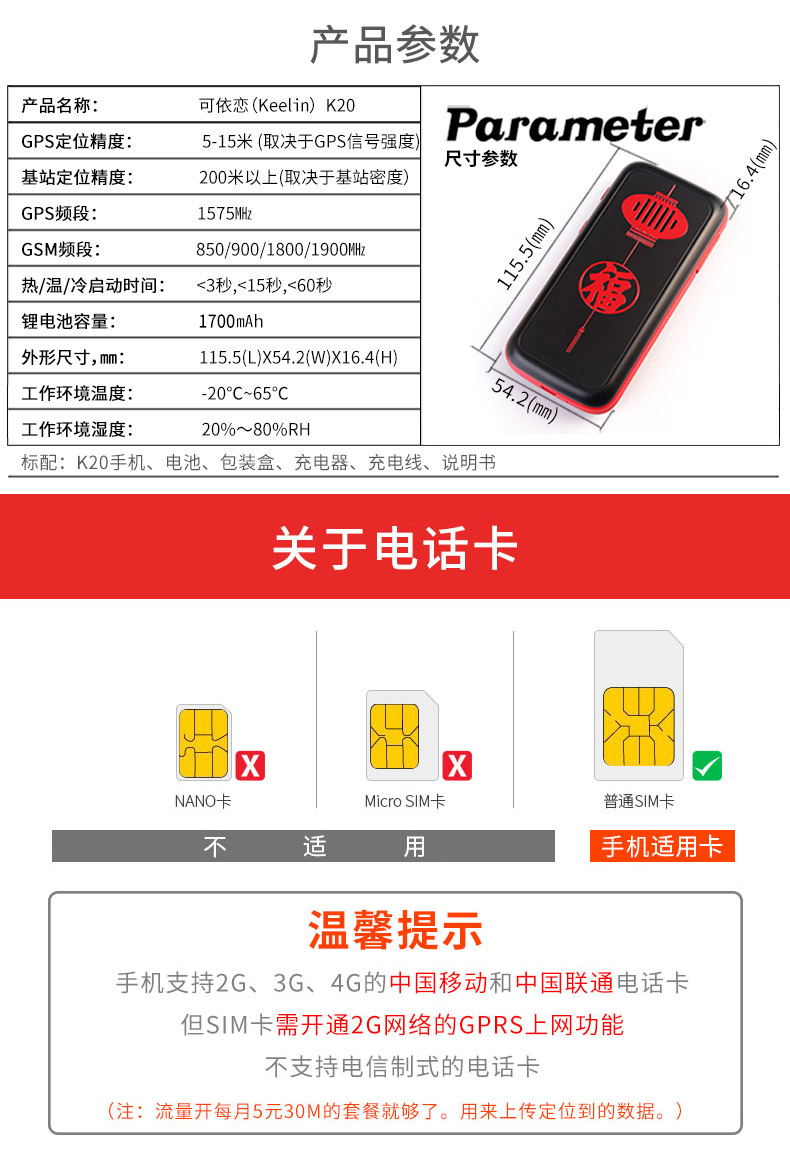 产品参数
产品名称： 可依恋(Keelin) K20
GPS定位精度： 5-15米 (取决于GPS信号强度)
基站定位精度： 200米以上(取决于基站密度)
GPS频段： 1575MHz
GSM频段： 850/900/1800/1900MHz
热/温/冷启动时间： <3秒,<15秒,<60秒
锂电池容量： 1700mAh
外形尺寸，mm： 115.5(L)X54.2(W)X16.4(H)
工作环境温度： -20℃~65℃
工作环境湿度： 20%～80%RH
标配：K20手机、电池、包装盒、充电器、充电线、说明书
Parameter
尺寸参数
16.4(mm)
115.5(mm)
福
54.2(mm)
关于电话卡
X
X
NANO卡
Micro SIM卡
普通SIM卡
不适用
手机适用卡
温馨提示
手机支持2G、3G、4G的中国移动和中国联通电话卡
但SIM卡需开通2G网络的GPRS上网功能
不支持电信制式的电话卡
（注：流量开每月5元30M的套餐就够了。用来上传定位到的数据。）